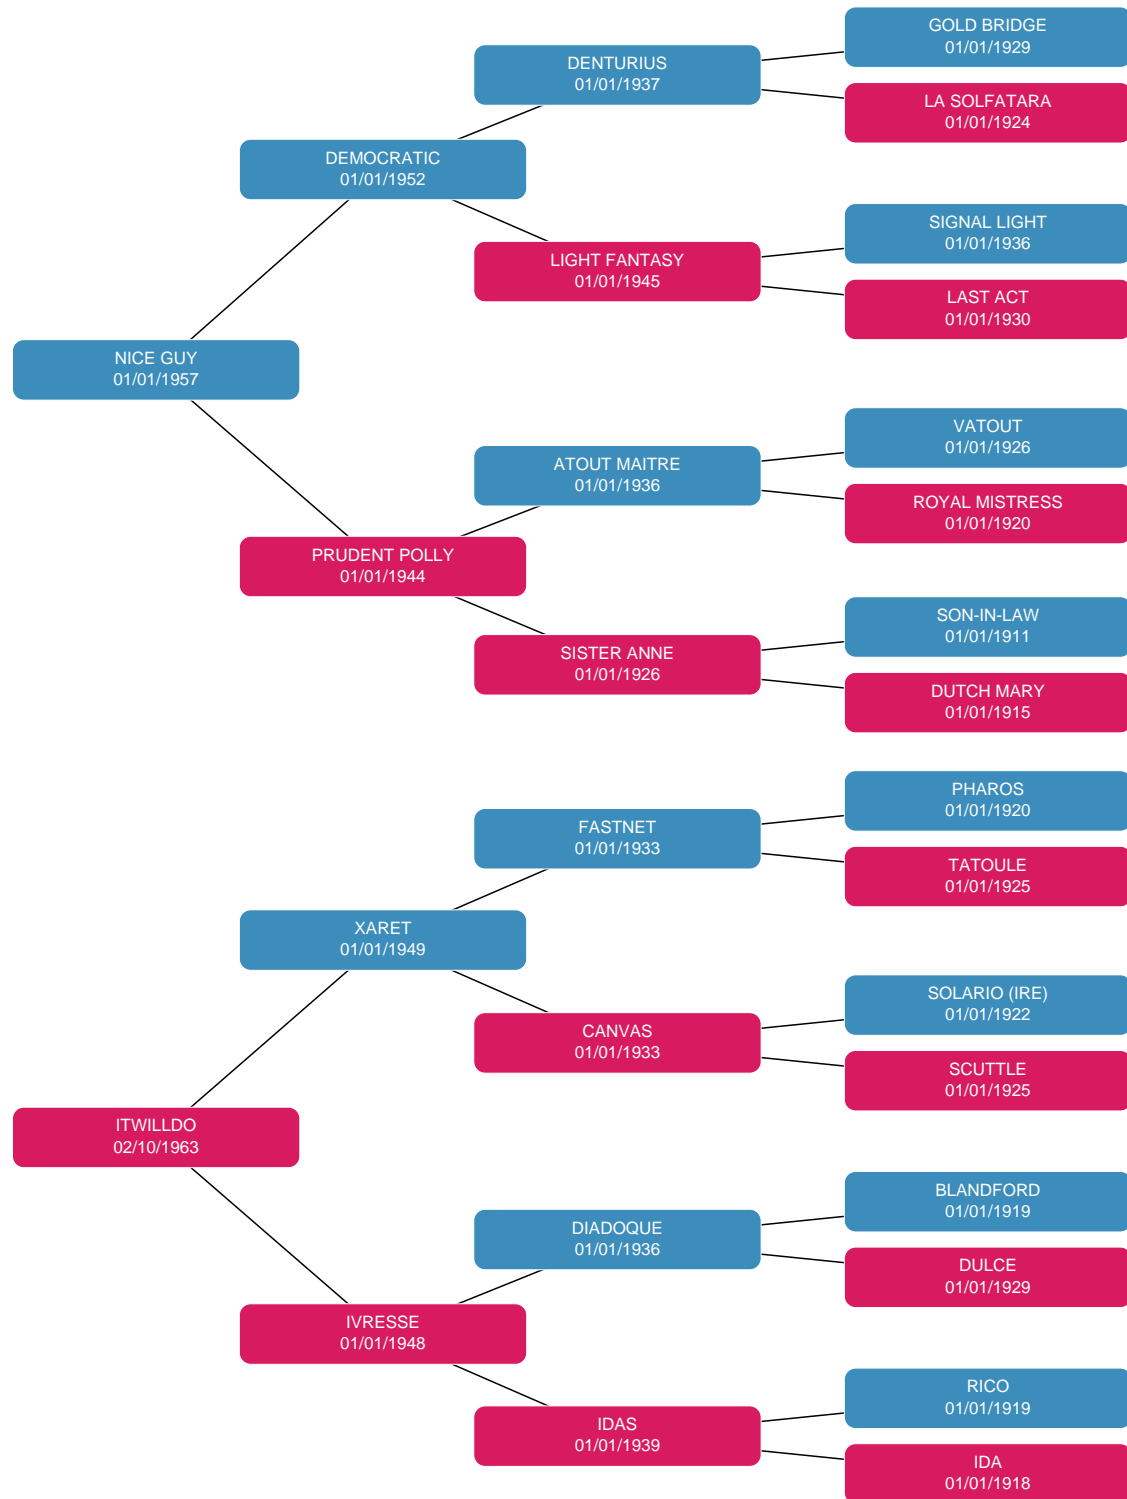 GOLD BRIDGE
01/01/1929
DENTURIUS
01/01/1937
LA SOLFATARA
01/01/1924
DEMOCRATIC
01/01/1952
SIGNAL LIGHT
01/01/1936
LIGHT FANTASY
01/01/1945
LAST ACT
01/01/1930
NICE GUY
01/01/1957
VATOUT
01/01/1926
ATOUT MAITRE
01/01/1936
ROYAL MISTRESS
01/01/1920
PRUDENT POLLY
01/01/1944
SON-IN-LAW
01/01/1911
SISTER ANNE
01/01/1926
DUTCH MARY
01/01/1915
PHAROS
01/01/1920
FASTNET
01/01/1933
TATOULE
01/01/1925
XARET
01/01/1949
SOLARIO (IRE)
01/01/1922
CANVAS
01/01/1933
SCUTTLE
01/01/1925
ITWILLDO
02/10/1963
BLANDFORD
01/01/1919
DIADOQUE
01/01/1936
DULCE
01/01/1929
IVRESSE
01/01/1948
RICO
01/01/1919
IDAS
01/01/1939
IDA
01/01/1918